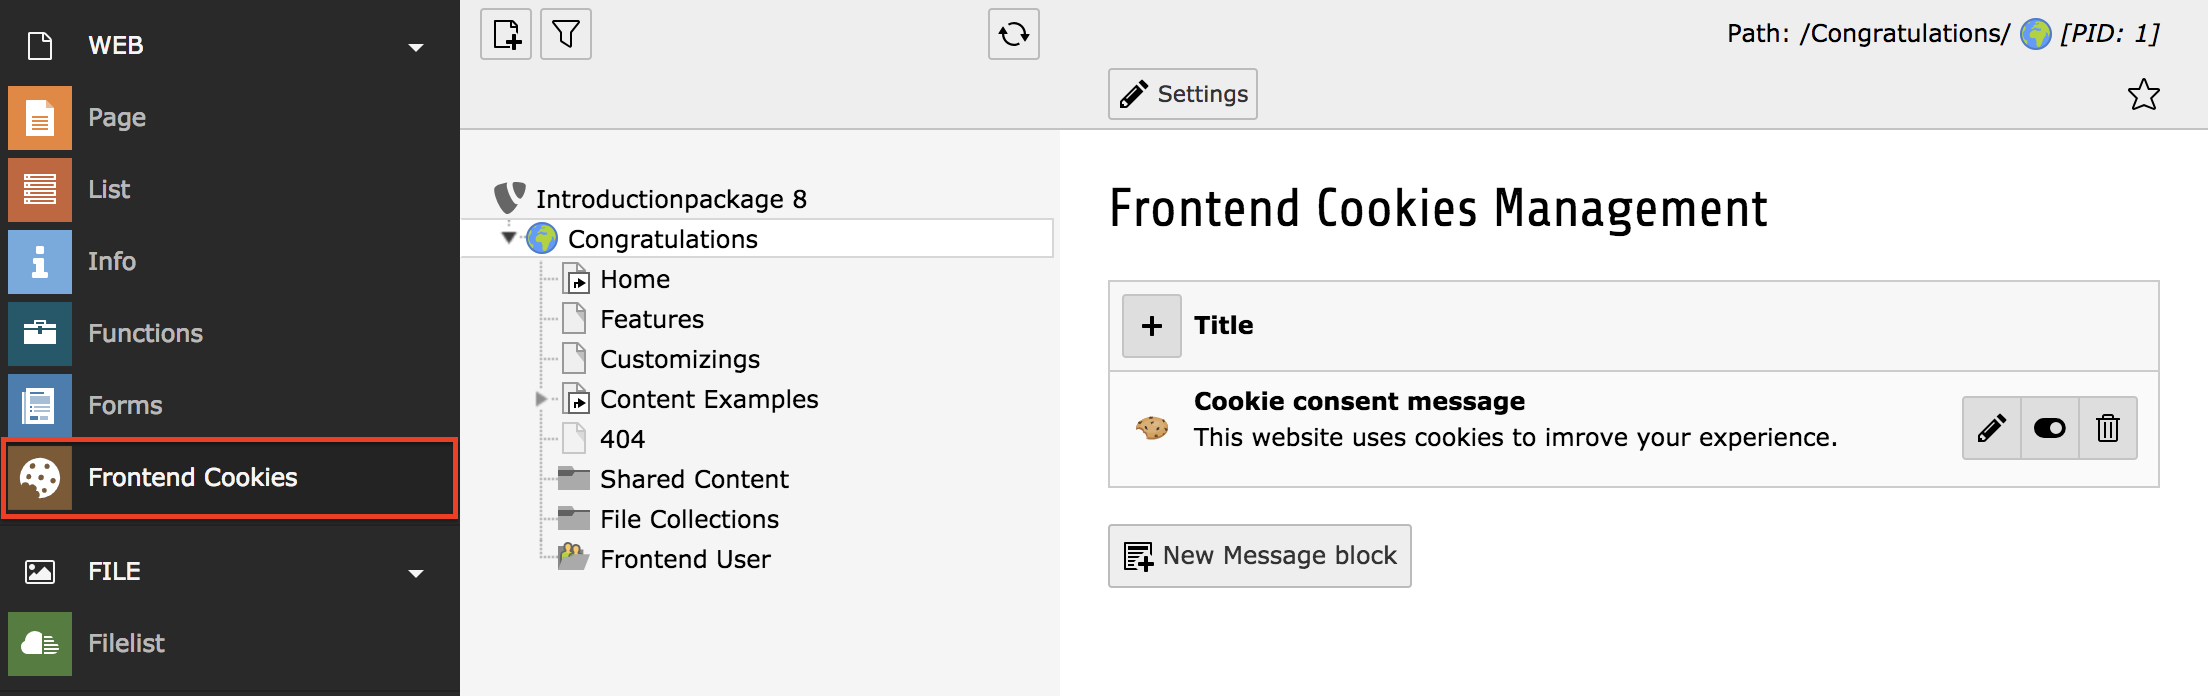 WEB
Page
List
Info
Functions
Forms
Frontend Cookies
FILE
Filelist
Introductionpackage 8
Congratulations
Home
Features
Customizings
Content Examples
404
Shared Content
File Collections
Frontend User
Path: /Congratulations/ [PID: 1]
Settings
Frontend Cookies Management
Title
Cookie consent message
This website uses cookies to imrove your experience.
New Message block